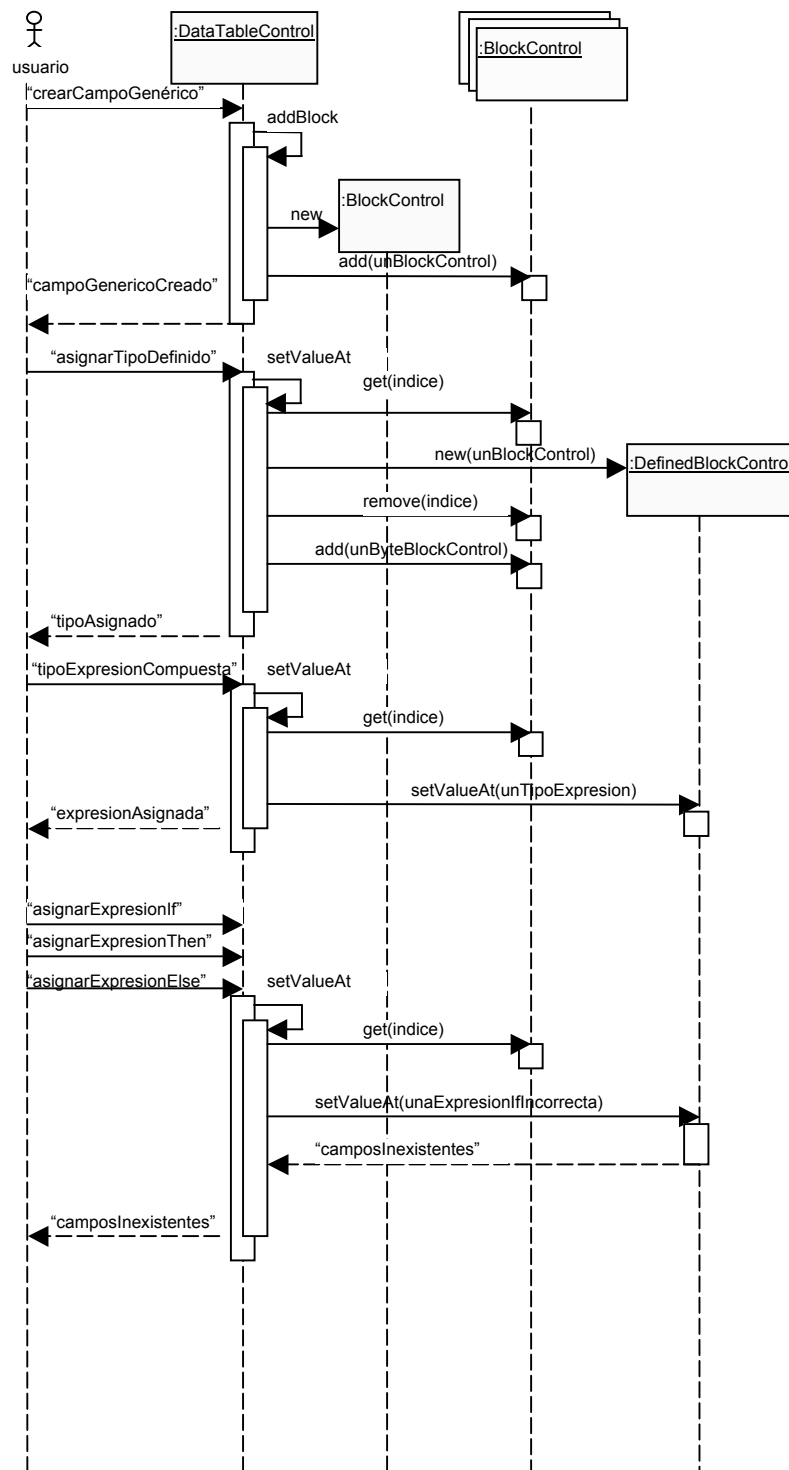 :DataTableControl
:BlockControl
usuario
“crearCampoGenérico”
addBlock
:BlockControl
new
add(unBlockControl)
“campoGenericoCreado”
“asignarTipoDefinido”
setValueAt
get(indice)
new(unBlockControl)
:DefinedBlockControl
remove(indice)
add(unByteBlockControl)
“tipoAsignado”
“tipoExpresionCompuesta”
setValueAt
get(indice)
setValueAt(unTipoExpresion)
“expresionAsignada”
“asignarExpresionIf”
“asignarExpresionThen”
“asignarExpresionElse”
setValueAt
get(indice)
setValueAt(unaExpresionIfIncorrecta)
“camposInexistentes”
“camposInexistentes”